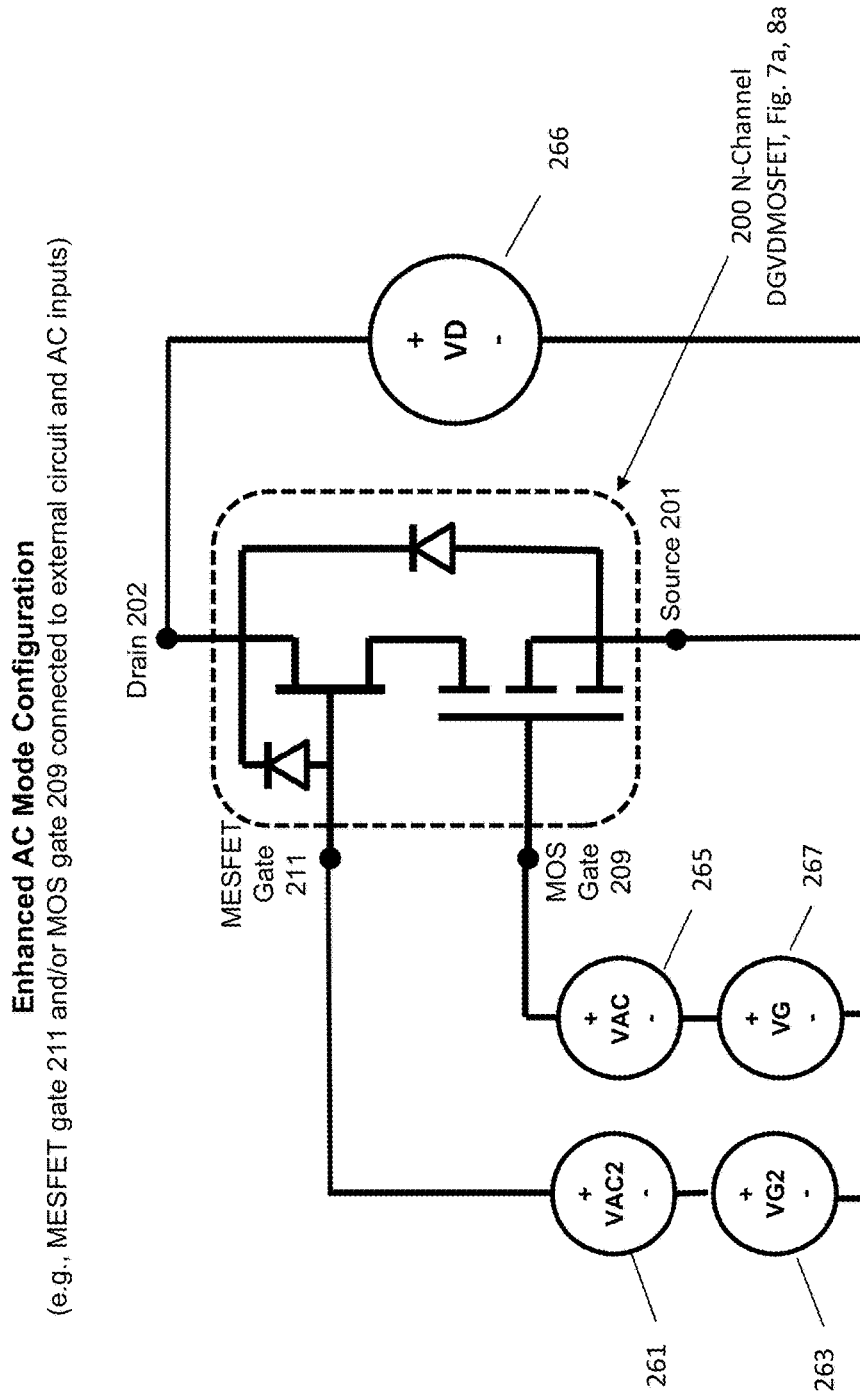 Enhanced AC Mode Configuration
(e.g., MESFET gate 211 and/or MOS gate 209 connected to external circuit and AC inputs)
Drain 202
MESFET
Gate
211
MOS
Gate
209
Source 201
+
VD
-
266
200 N-Channel
DGVDMOSFET, Fig. 7a, 8a
+
VAC2
-
261
+
VG2
-
263
+
VAC
-
265
+
VG
-
267